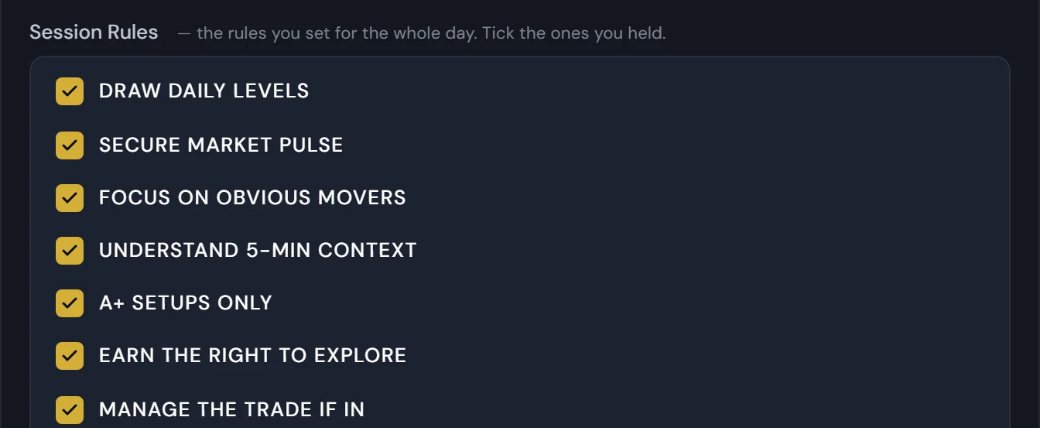 Session Rules — the rules you set for the whole day. Tick the ones you held.
DRAW DAILY LEVELS
SECURE MARKET PULSE
FOCUS ON OBVIOUS MOVERS
UNDERSTAND 5-MIN CONTEXT
A+ SETUPS ONLY
EARN THE RIGHT TO EXPLORE
MANAGE THE TRADE IF IN